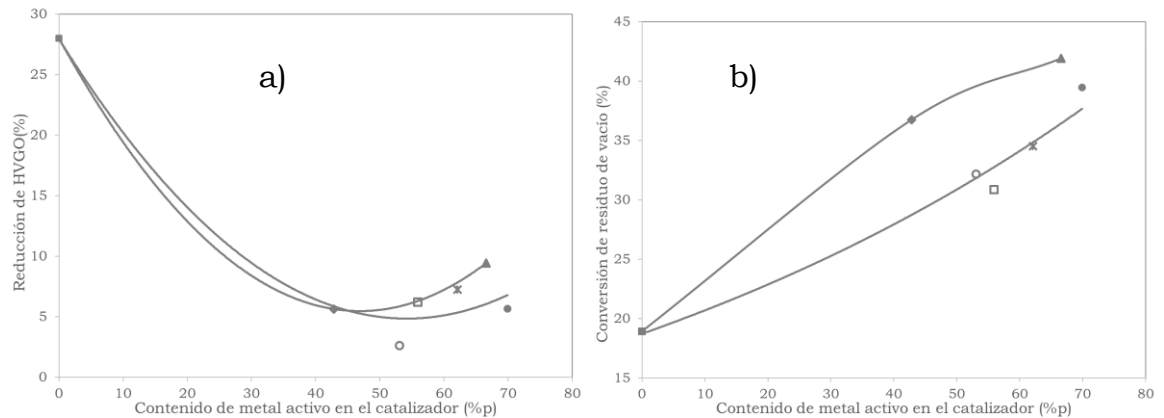 a)
Reducción de HVGO(%)
30
25
20
15
10
5
0
0 10 20 30 40 50 60 70 80
Contenido de metal activo en el catalizador (%p)
b)
Conversión de residuo de vacio (%)
45
40
35
30
25
20
15
0 10 20 30 40 50 60 70 80
Contenido de metal activo en el catalizador (%p)